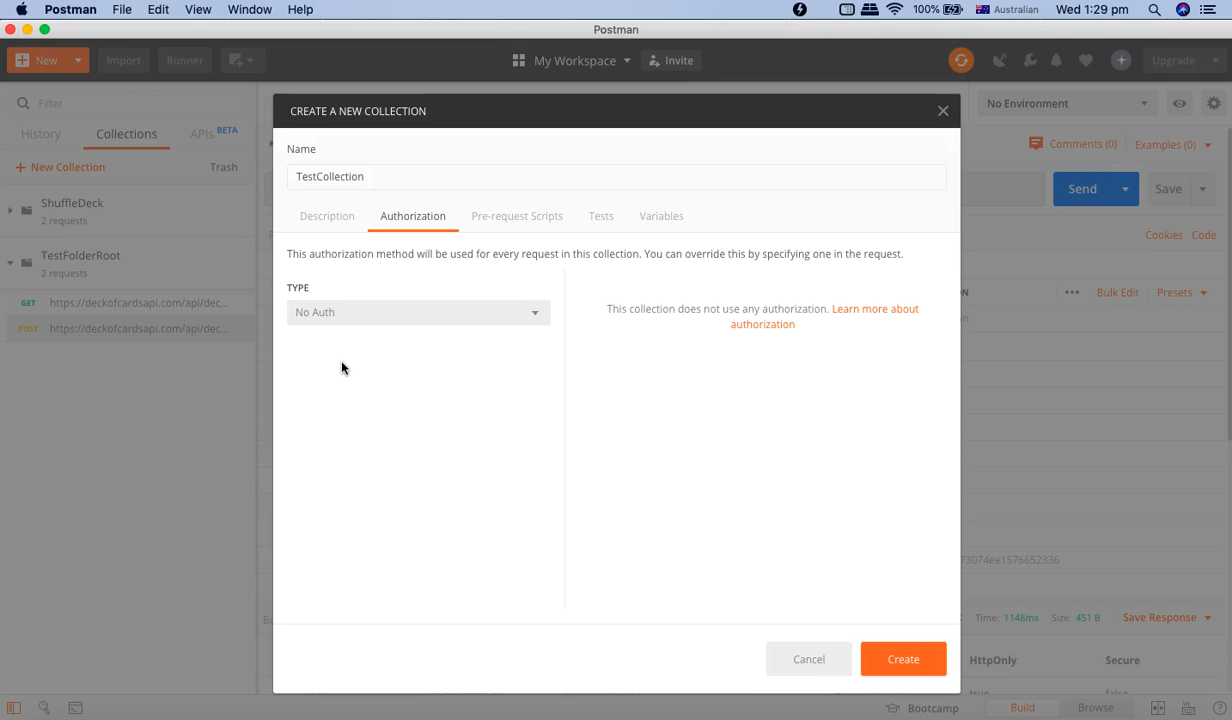 Postman File Edit View Window Help 100% Australian Wed 1:29 pm
Postman
New Import Runner My Workspace Invite Upgrade
Filter
No Environment
History Collections APIs BETA
CREATE A NEW COLLECTION
Comments (0) Examples (0)
Name
+ New Collection Trash
TestCollection
Send Save
ShuffleDeck
2 requests
Description Authorization Pre-request Scripts Tests Variables
Cookies Code
This authorization method will be used for every request in this collection. You can override this by specifying one in the request.
TestFolderRoot
2 requests
TYPE
ON ••• Bulk Edit Presets
GET https://deckofcardsapi.com/api/dec...
No Auth
This collection does not use any authorization. Learn more about
authorization
on
POST https://deckofcardsapi.com/api/dec...
73074ee1576652336
Time: 1148ms Size: 451 B Save Response
Cancel Create
HttpOnly Secure
true false
Bootcamp Build Browse